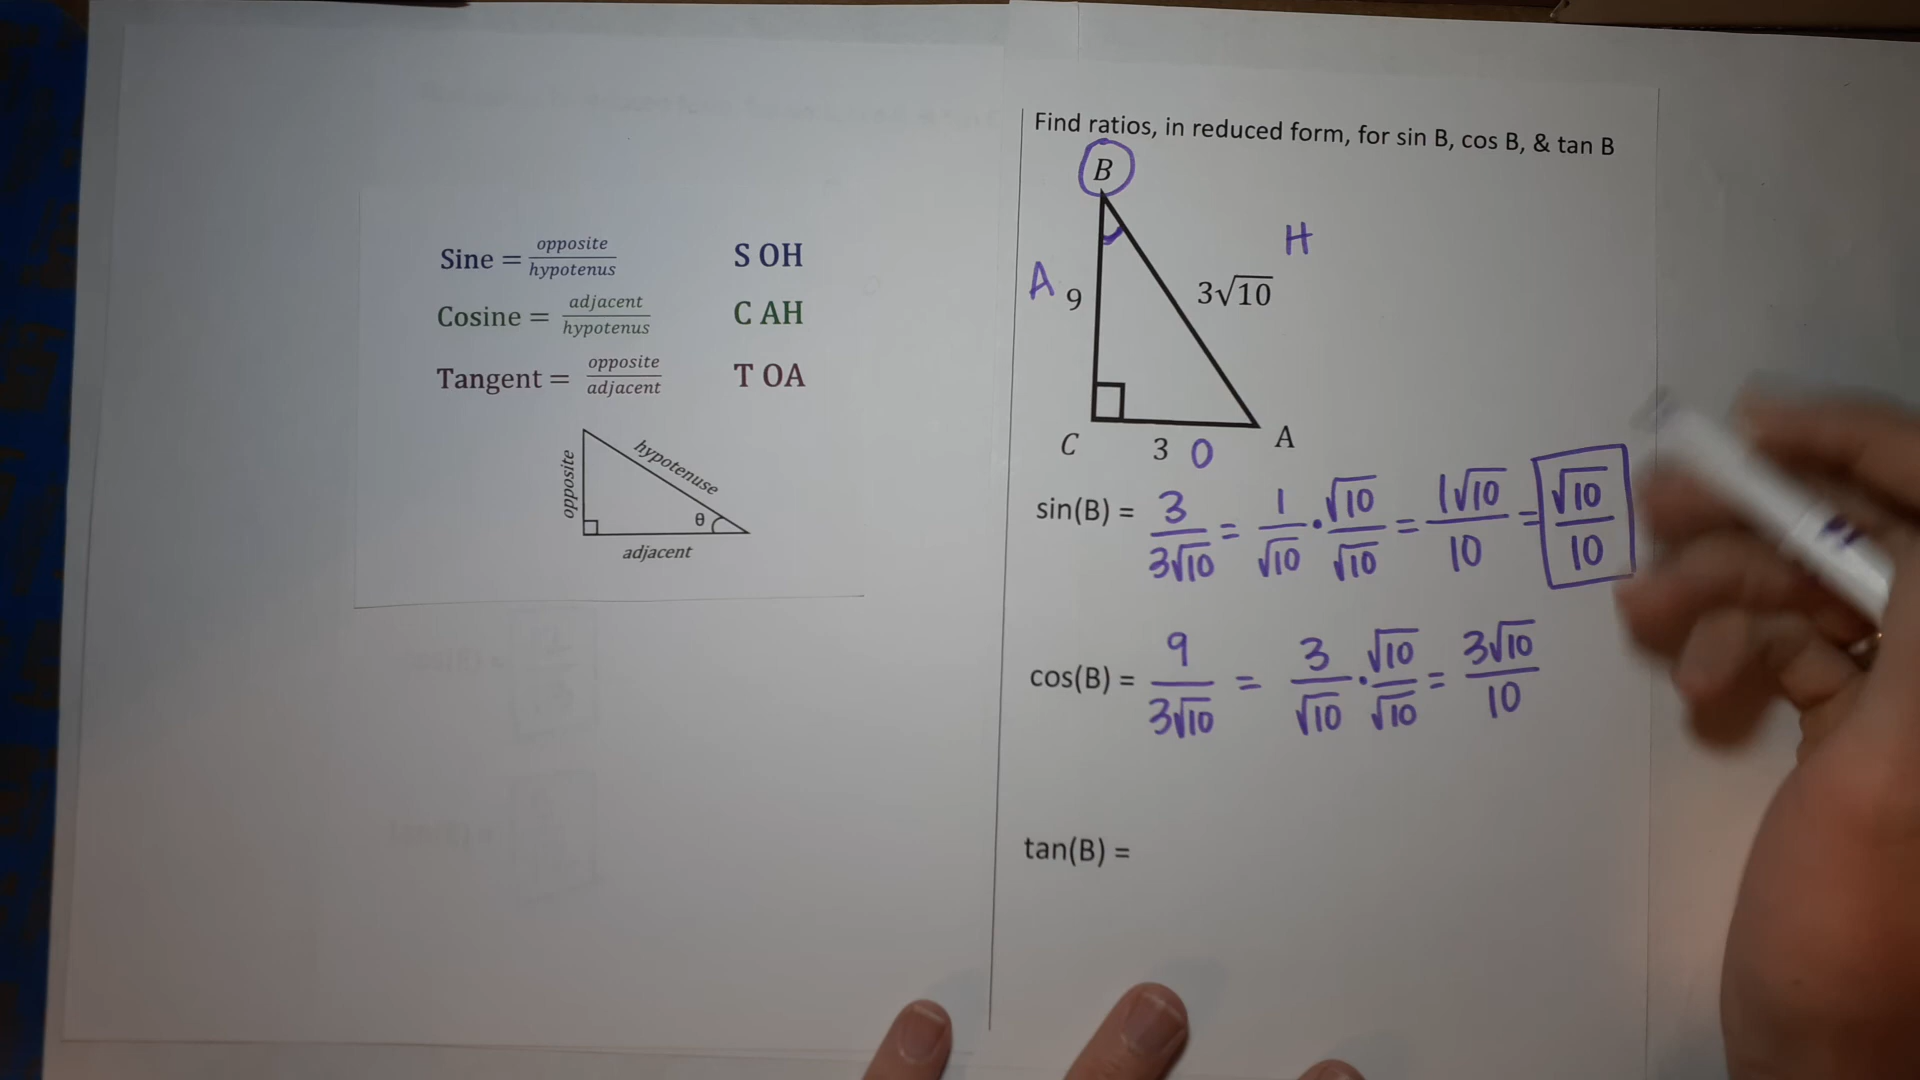 Sine = opposite/hypotenus S OH
Cosine = adjacent/hypotenus C AH
Tangent = opposite/adjacent T OA
opposite
hypotenuse
θ
adjacent
Find ratios, in reduced form, for sin B, cos B, & tan B
B
H
A 9
3√10
C
3 O
A
sin(B) = 3/3√10 = 1/√10 · √10/√10 = 1√10/10 = √10/10
cos(B) = 9/3√10 = 3/√10 · √10/√10 = 3√10/10
tan(B) =